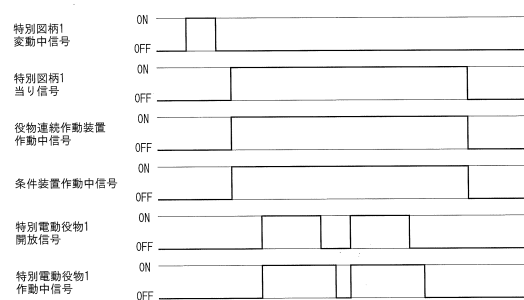 特別図柄1
変動中信号
ON
OFF
特別図柄1
当り信号
ON
OFF
役物連続作動装置
作動中信号
ON
OFF
条件装置作動中信号
ON
OFF
特別電動役物1
開放信号
ON
OFF
特別電動役物1
作動中信号
ON
OFF